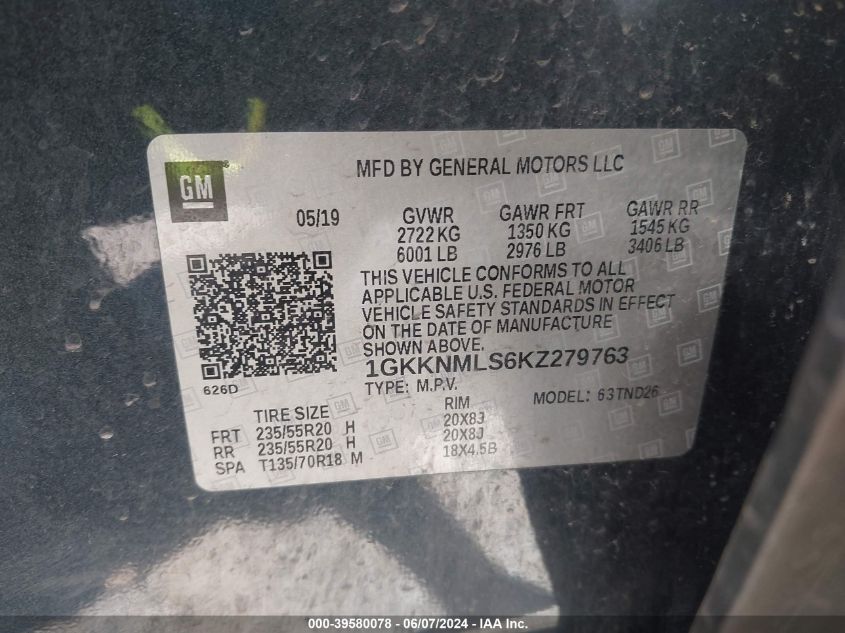 GM
MFD BY GENERAL MOTORS LLC
05/19 GVWR GAWR FRT GAWR RR
2722 KG 1350 KG 1545 KG
6001 LB 2976 LB 3406 LB
THIS VEHICLE CONFORMS TO ALL
APPLICABLE U.S. FEDERAL MOTOR
VEHICLE SAFETY STANDARDS IN EFFECT
ON THE DATE OF MANUFACTURE
SHOWN ABOVE.
1GKKNMLS6KZ279763
626D TYPE: M.P.V. MODEL: 63TND26
TIRE SIZE RIM
FRT 235/55R20 H 20X8J
RR 235/55R20 H 20X8J
SPA T135/70R18 M 18X4.5B
000-39580078 - 06/07/2024 - IAA Inc.